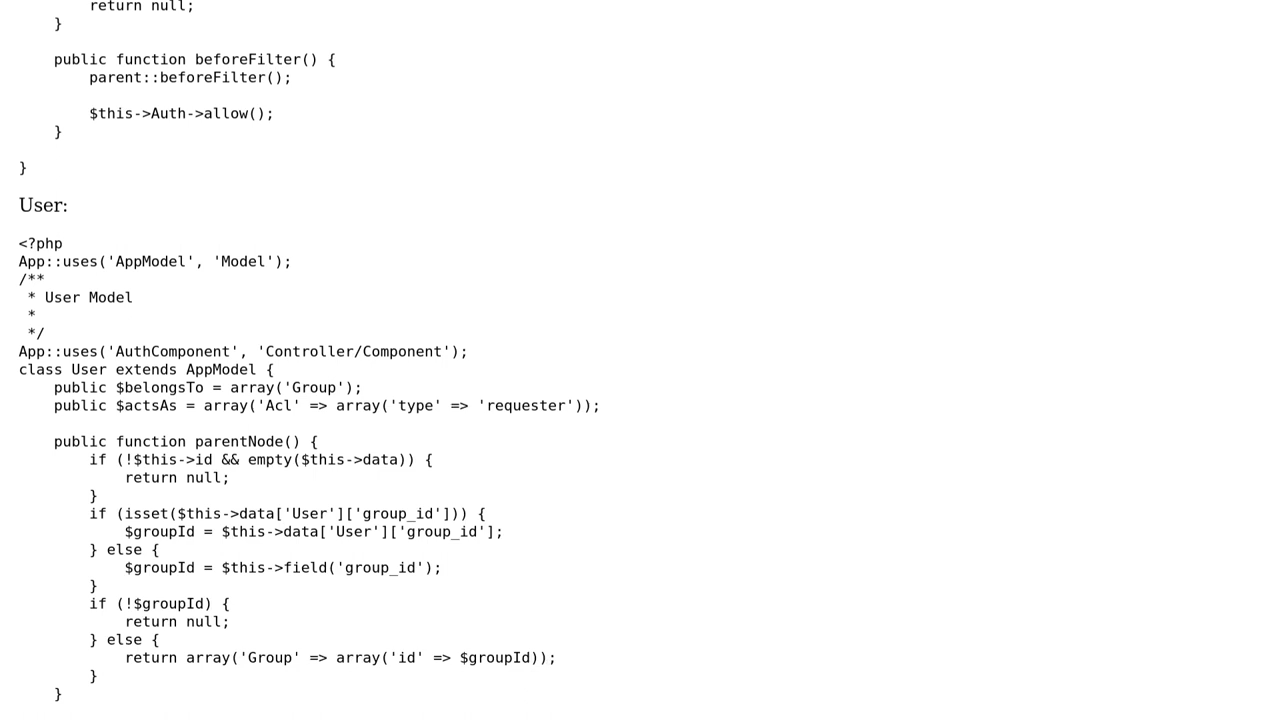 return null;
    }

    public function beforeFilter() {
        parent::beforeFilter();

        $this->Auth->allow();
    }

}
User:
<?php
App::uses('AppModel', 'Model');
/**
 * User Model
 *
 */
App::uses('AuthComponent', 'Controller/Component');
class User extends AppModel {
    public $belongsTo = array('Group');
    public $actsAs = array('Acl' => array('type' => 'requester'));

    public function parentNode() {
        if (!$this->id && empty($this->data)) {
            return null;
        }
        if (isset($this->data['User']['group_id'])) {
            $groupId = $this->data['User']['group_id'];
        } else {
            $groupId = $this->field('group_id');
        }
        if (!$groupId) {
            return null;
        } else {
            return array('Group' => array('id' => $groupId));
        }
    }